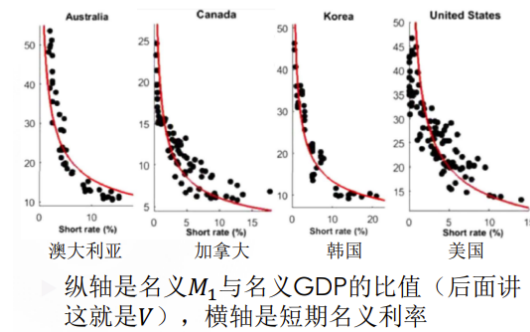 Australia
Canada
Korea
United States
50
40
30
20
10
0
10
Short rate (%)
25
20
15
10
5
0
5
10
15
Short rate (%)
50
40
30
20
10
0
10
20
Short rate (%)
50
45
40
35
30
25
20
15
0
5
10
15
Short rate (%)
澳大利亚
加拿大
韩国
美国
纵轴是名义M₁与名义GDP的比值（后面讲
这就是V），横轴是短期名义利率